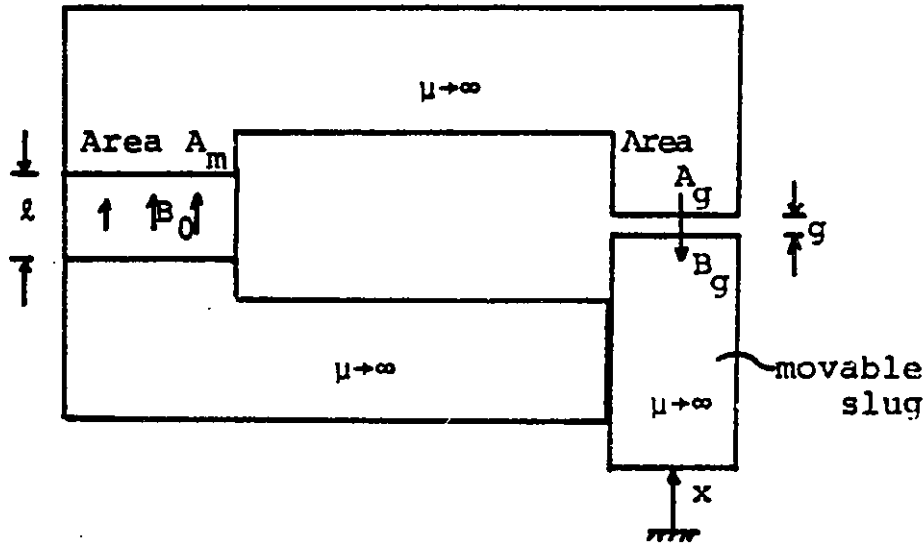 μ→∞
Area A_m
Area
A_g
ℓ
B_0
g
B_g
μ→∞
movable
slug
μ→∞
x